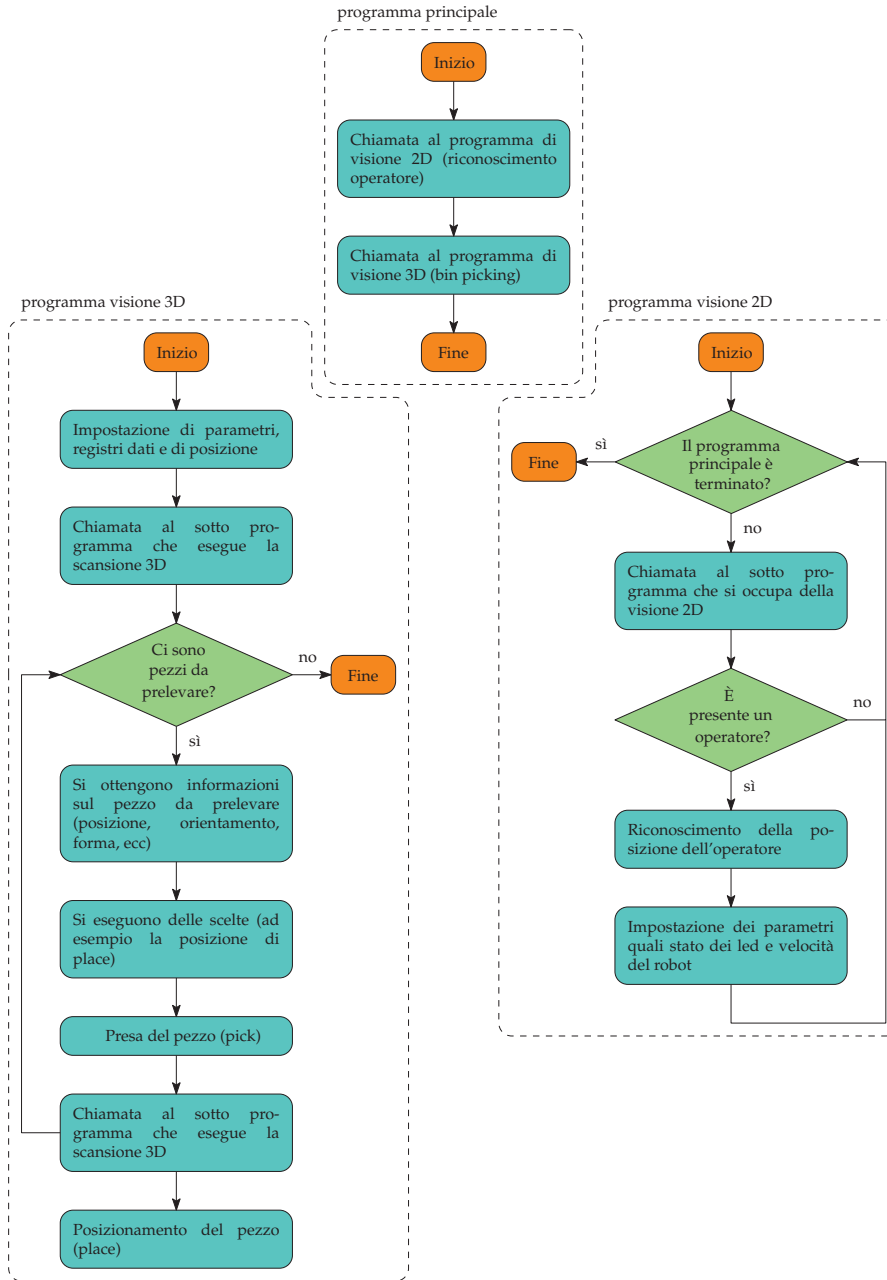 programma principale
Inizio
Chiamata al programma di
visione 2D (riconoscimento
operatore)
Chiamata al programma di
visione 3D (bin picking)
Fine
programma visione 3D
Inizio
Impostazione di parametri,
registri dati e di posizione
Chiamata al sotto pro-
gramma che esegue la
scansione 3D
Ci sono
pezzi da
prelevare?
no
Fine
sì
Si ottengono informazioni
sul pezzo da prelevare
(posizione, orientamento,
forma, ecc)
Si eseguono delle scelte (ad
esempio la posizione di
place)
Presa del pezzo (pick)
Chiamata al sotto pro-
gramma che esegue la
scansione 3D
Posizionamento del pezzo
(place)
programma visione 2D
Inizio
Il programma
principale è
terminato?
sì
Fine
no
Chiamata al sotto pro-
gramma che si occupa della
visione 2D
È
presente un
operatore?
no
sì
Riconoscimento della po-
sizione dell'operatore
Impostazione dei parametri
quali stato dei led e velocità
del robot